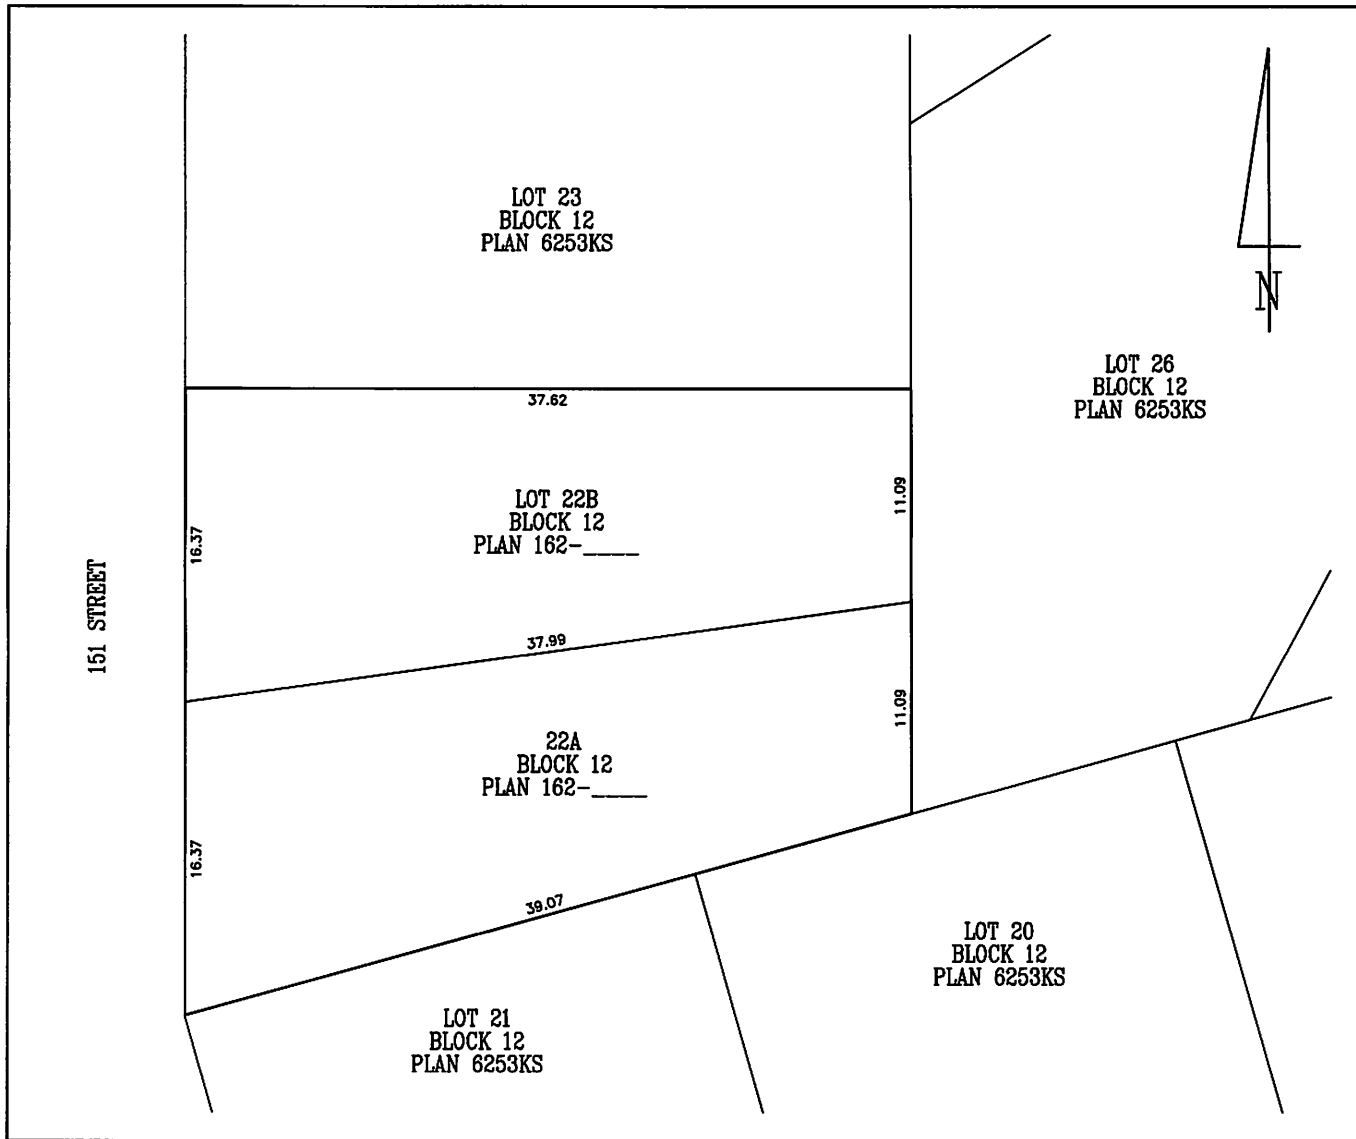 LOT 23
BLOCK 12
PLAN 6253KS
N
LOT 26
BLOCK 12
PLAN 6253KS
37.62
LOT 22B
BLOCK 12
PLAN 162-____
11.09
16.37
151 STREET
37.99
11.09
22A
BLOCK 12
PLAN 162-____
16.37
39.07
LOT 20
BLOCK 12
PLAN 6253KS
LOT 21
BLOCK 12
PLAN 6253KS